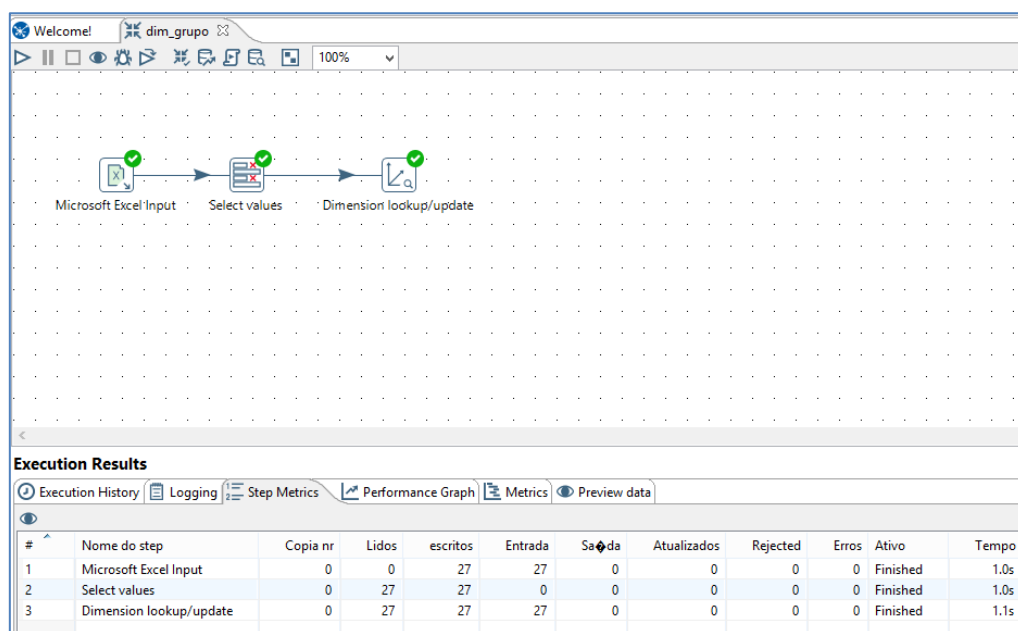 Welcome! dim_grupo
100%
Microsoft Excel Input Select values Dimension lookup/update
Execution Results
Execution History Logging Step Metrics Performance Graph Metrics Preview data
# Nome do step Copia nr Lidos escritos Entrada Sa�da Atualizados Rejected Erros Ativo Tempo
1 Microsoft Excel Input 0 0 27 27 0 0 0 0 Finished 1.0s
2 Select values 0 27 27 0 0 0 0 0 Finished 1.0s
3 Dimension lookup/update 0 27 27 27 0 0 0 0 Finished 1.1s